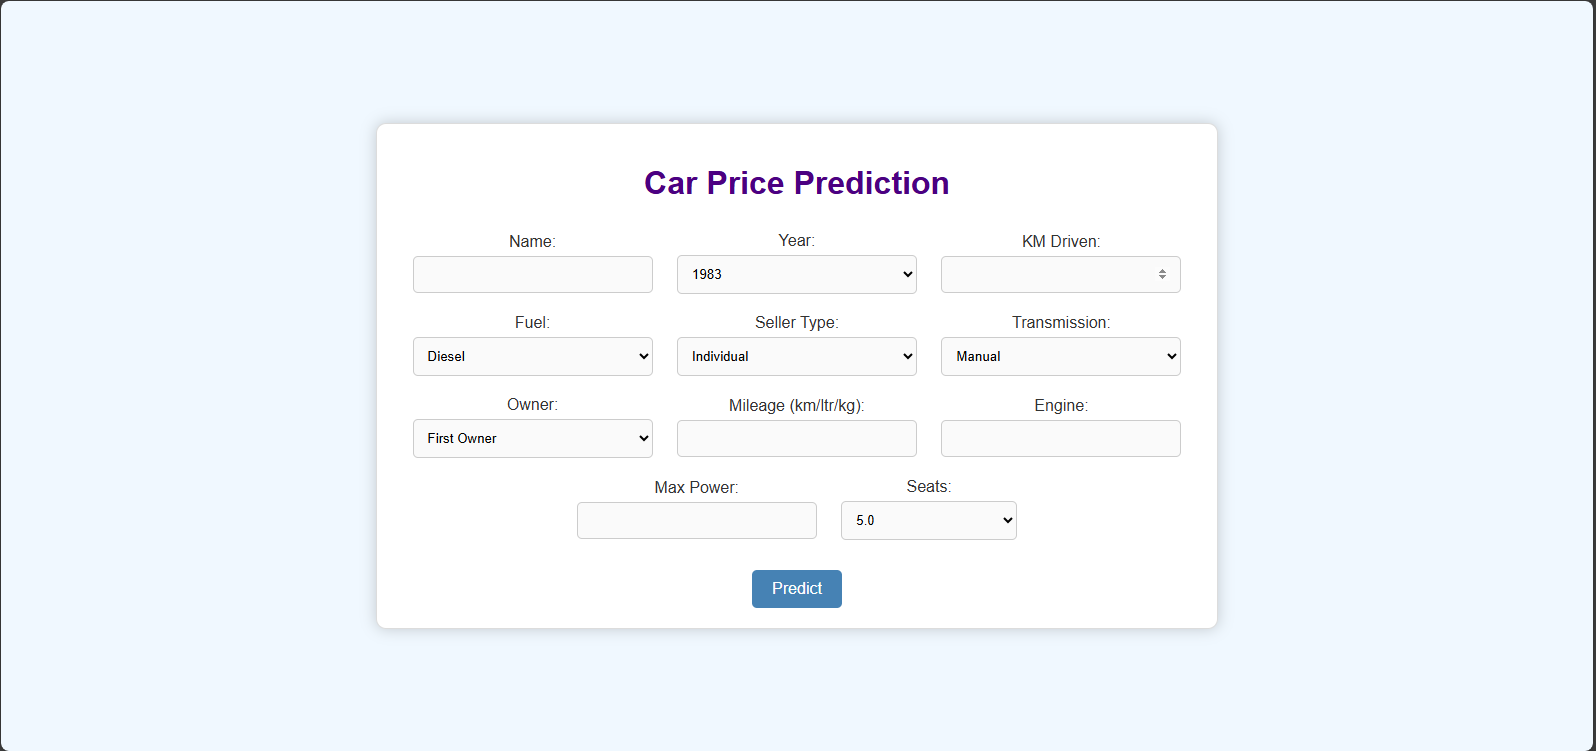 Car Price Prediction
Name: Year: KM Driven:
1983
Fuel: Seller Type: Transmission:
Diesel Individual Manual
Owner: Mileage (km/ltr/kg): Engine:
First Owner
Max Power: Seats:
5.0
Predict